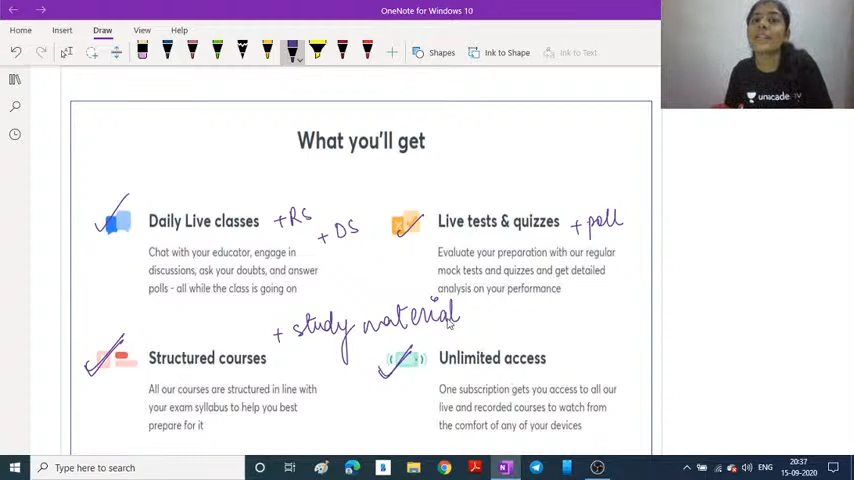 OneNote for Windows 10
Home Insert Draw View Help
Shapes Ink to Shape Ink to Text
unacademy
What you'll get
Daily Live classes +RS
+ DS
Chat with your educator, engage in
discussions, ask your doubts, and answer
polls - all while the class is going on
Live tests & quizzes + poll
Evaluate your preparation with our regular
mock tests and quizzes and get detailed
analysis on your performance
+ study material
Structured courses
All our courses are structured in line with
your exam syllabus to help you best
prepare for it
Unlimited access
One subscription gets you access to all our
live and recorded courses to watch from
the comfort of any of your devices
Type here to search
ENG
20:37
15-09-2020